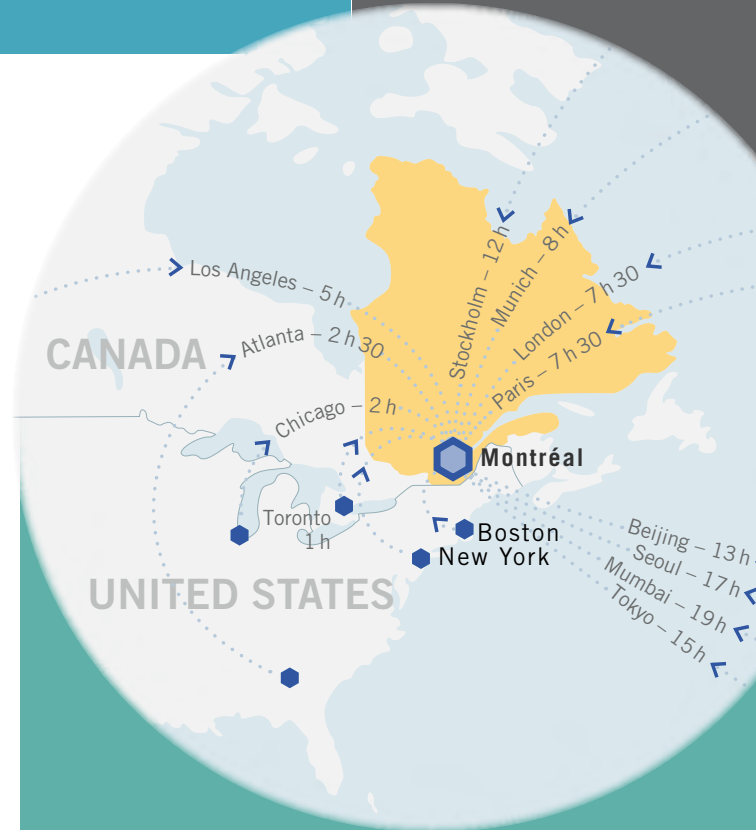 Stockholm – 12 h
Munich – 8 h
London – 7 h 30
Paris – 7 h 30
Los Angeles – 5 h
Atlanta – 2 h 30
CANADA
Chicago – 2 h
Montréal
Toronto
1 h
Boston
New York
Beijing – 13 h
Seoul – 17 h
Mumbai – 19 h
Tokyo – 15 h
UNITED STATES